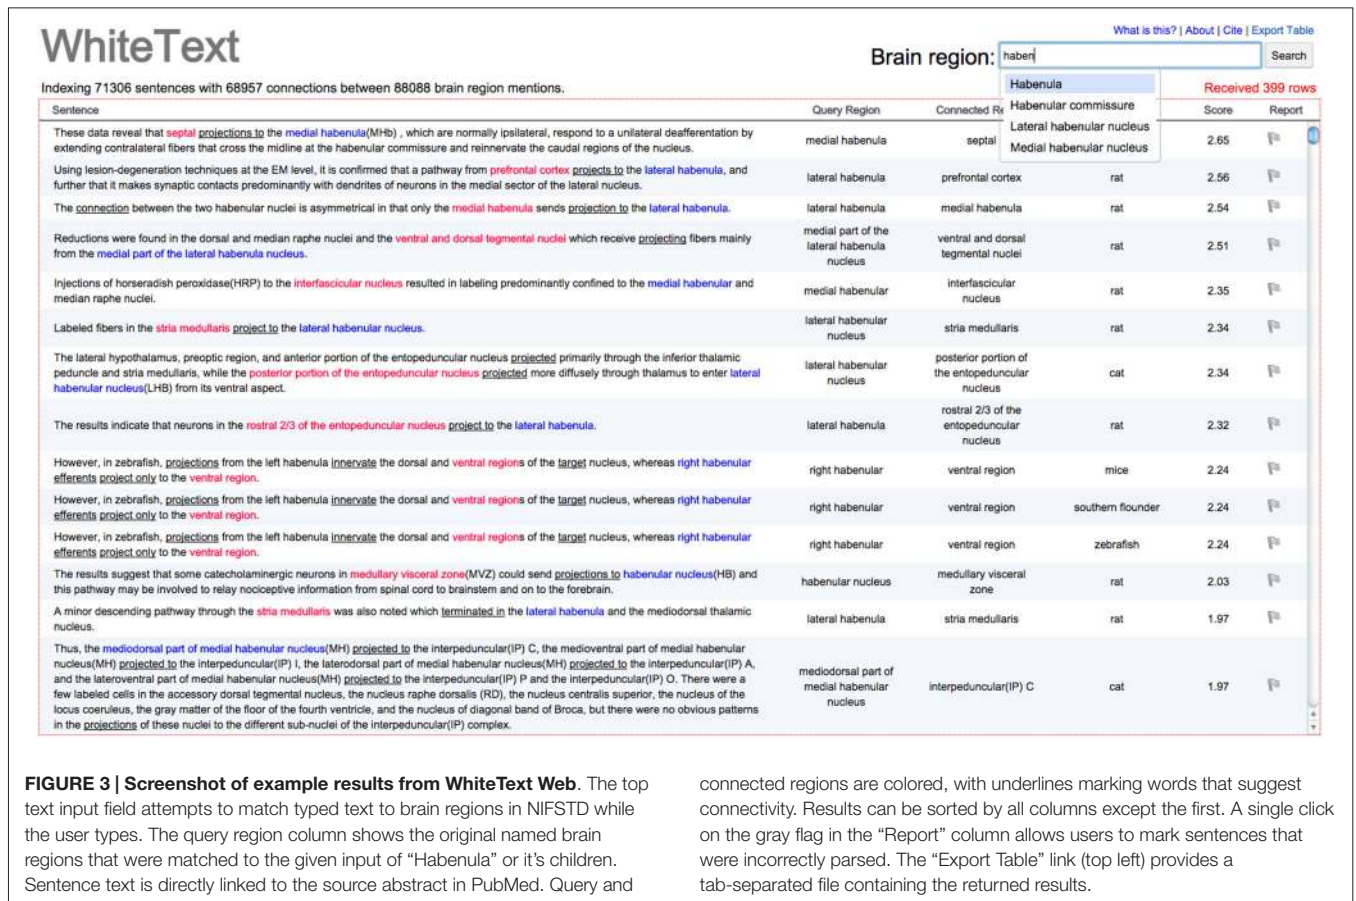 WhiteText
What is this? | About | Cite | Export Table
Brain region: haben Search
Habenula
Habenular commissure
Lateral habenular nucleus
Medial habenular nucleus
Indexing 71306 sentences with 68957 connections between 88088 brain region mentions.
Received 399 rows
Sentence Query Region Connected Re Score Report
These data reveal that septal projections to the medial habenula(MHb) , which are normally ipsilateral, respond to a unilateral deafferentation by
extending contralateral fibers that cross the midline at the habenular commissure and reinnervate the caudal regions of the nucleus.
medial habenula septal 2.65
Using lesion-degeneration techniques at the EM level, it is confirmed that a pathway from prefrontal cortex projects to the lateral habenula, and
further that it makes synaptic contacts predominantly with dendrites of neurons in the medial sector of the lateral nucleus.
lateral habenula prefrontal cortex rat 2.56
The connection between the two habenular nuclei is asymmetrical in that only the medial habenula sends projection to the lateral habenula.
lateral habenula medial habenula rat 2.54
Reductions were found in the dorsal and median raphe nuclei and the ventral and dorsal tegmental nuclei which receive projecting fibers mainly
from the medial part of the lateral habenula nucleus.
medial part of the
lateral habenula
nucleus
ventral and dorsal
tegmental nuclei
rat 2.51
Injections of horseradish peroxidase(HRP) to the interfascicular nucleus resulted in labeling predominantly confined to the medial habenular and
median raphe nuclei.
medial habenular
interfascicular
nucleus
rat 2.35
Labeled fibers in the stria medullaris project to the lateral habenular nucleus.
lateral habenular
nucleus
stria medullaris rat 2.34
The lateral hypothalamus, preoptic region, and anterior portion of the entopeduncular nucleus projected primarily through the inferior thalamic
peduncle and stria medullaris, while the posterior portion of the entopeduncular nucleus projected more diffusely through thalamus to enter lateral
habenular nucleus(LHB) from its ventral aspect.
lateral habenular
nucleus
posterior portion of
the entopeduncular
nucleus
cat 2.34
The results indicate that neurons in the rostral 2/3 of the entopeduncular nucleus project to the lateral habenula.
lateral habenula
rostral 2/3 of the
entopeduncular
nucleus
rat 2.32
However, in zebrafish, projections from the left habenula innervate the dorsal and ventral regions of the target nucleus, whereas right habenular
efferents project only to the ventral region.
right habenular ventral region mice 2.24
However, in zebrafish, projections from the left habenula innervate the dorsal and ventral regions of the target nucleus, whereas right habenular
efferents project only to the ventral region.
right habenular ventral region southern flounder 2.24
However, in zebrafish, projections from the left habenula innervate the dorsal and ventral regions of the target nucleus, whereas right habenular
efferents project only to the ventral region.
right habenular ventral region zebrafish 2.24
The results suggest that some catecholaminergic neurons in medullary visceral zone(MVZ) could send projections to habenular nucleus(HB) and
this pathway may be involved to relay nociceptive information from spinal cord to brainstem and on to the forebrain.
habenular nucleus
medullary visceral
zone
rat 2.03
A minor descending pathway through the stria medullaris was also noted which terminated in the lateral habenula and the mediodorsal thalamic
nucleus.
lateral habenula stria medullaris rat 1.97
Thus, the mediodorsal part of medial habenular nucleus(MH) projected to the interpeduncular(IP) C, the medioventral part of medial habenular
nucleus(MH) projected to the interpeduncular(IP) I, the laterodorsal part of medial habenular nucleus(MH) projected to the interpeduncular(IP) A,
and the lateroventral part of medial habenular nucleus(MH) projected to the interpeduncular(IP) P and the interpeduncular(IP) O. There were a
few labeled cells in the accessory dorsal tegmental nucleus, the nucleus raphe dorsalis (RD), the nucleus centralis superior, the nucleus of the
locus coeruleus, the gray matter of the floor of the fourth ventricle, and the nucleus of diagonal band of Broca, but there were no obvious patterns
in the projections of these nuclei to the different sub-nuclei of the interpeduncular(IP) complex.
mediodorsal part of
medial habenular
nucleus
interpeduncular(IP) C cat 1.97
FIGURE 3 | Screenshot of example results from WhiteText Web. The top
text input field attempts to match typed text to brain regions in NIFSTD while
the user types. The query region column shows the original named brain
regions that were matched to the given input of “Habenula” or it’s children.
Sentence text is directly linked to the source abstract in PubMed. Query and
connected regions are colored, with underlines marking words that suggest
connectivity. Results can be sorted by all columns except the first. A single click
on the gray flag in the “Report” column allows users to mark sentences that
were incorrectly parsed. The “Export Table” link (top left) provides a
tab-separated file containing the returned results.